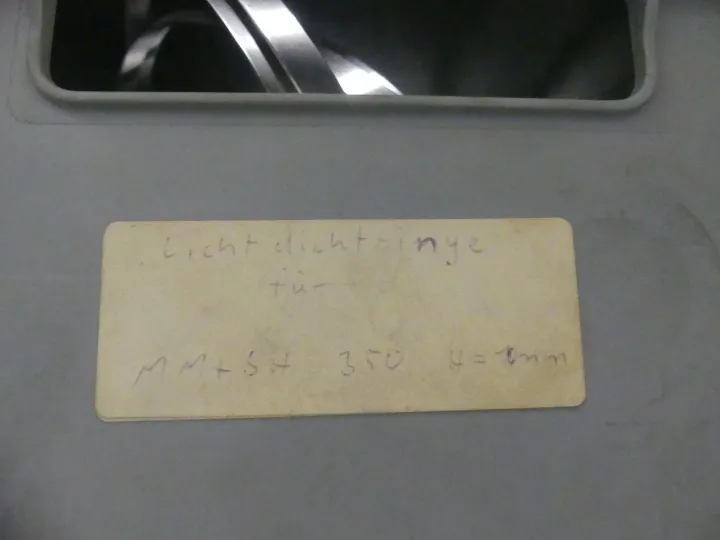 Lichtdichtringe
für
MM+SH 350 H=1mm